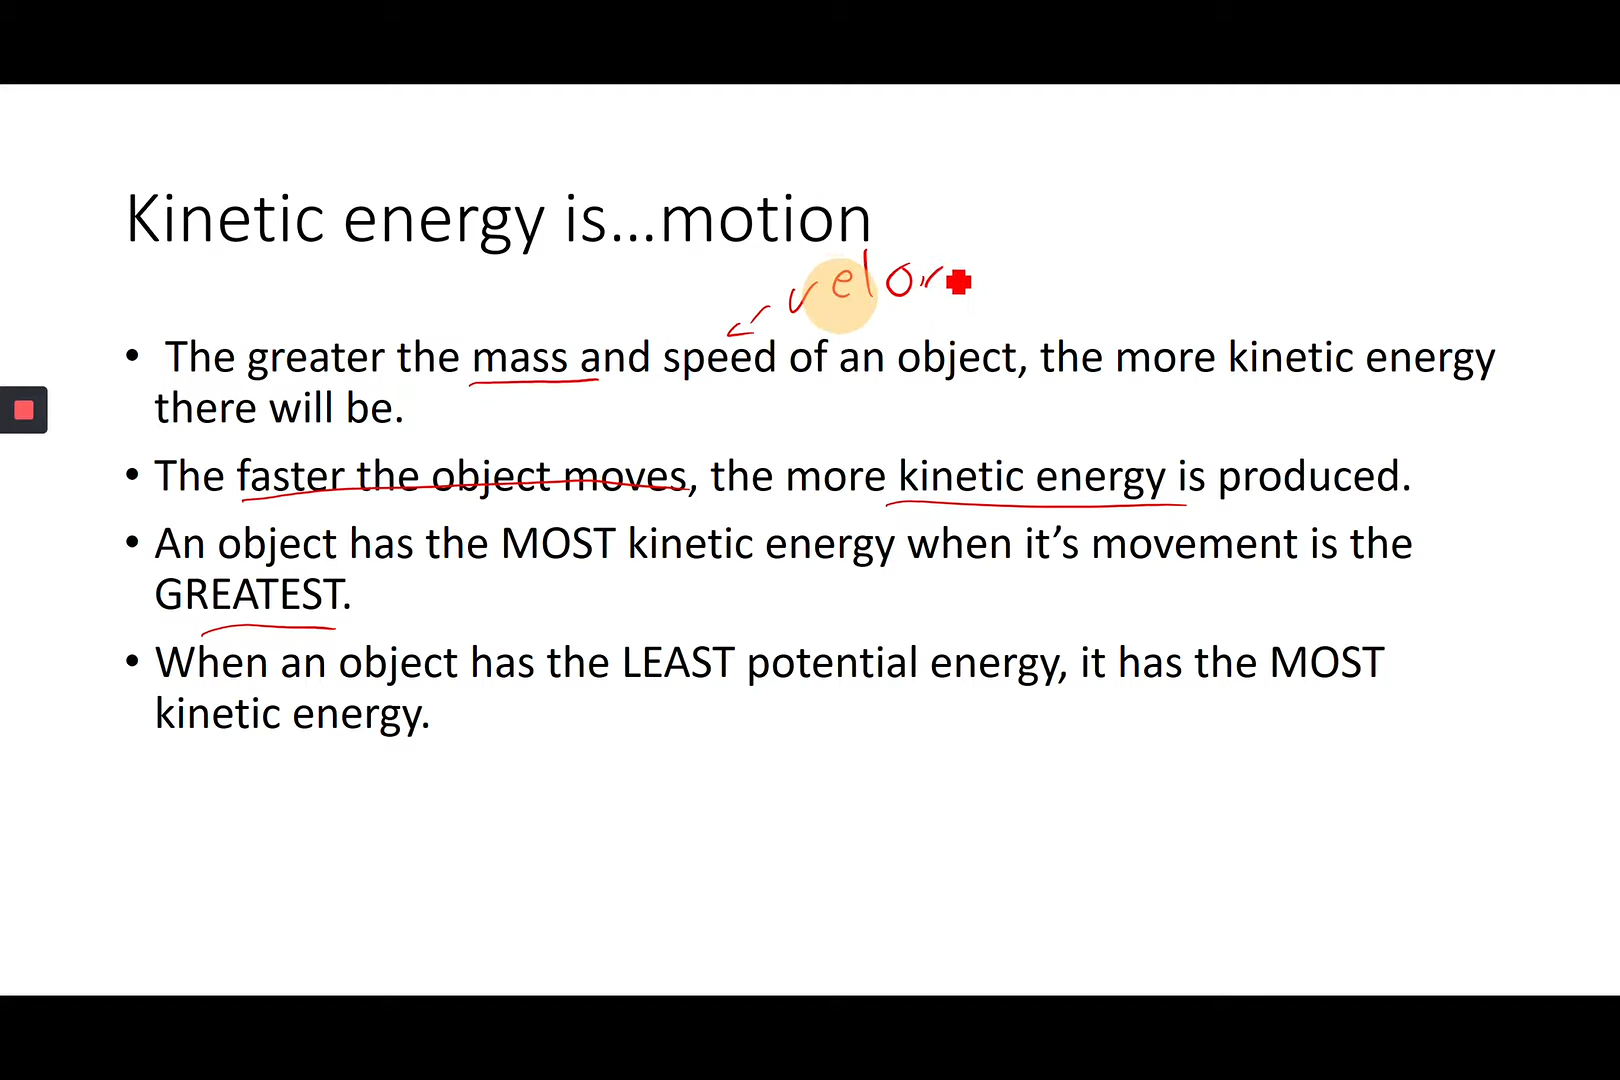 Kinetic energy is...motion
• The greater the mass and speed of an object, the more kinetic energy
there will be.
• The faster the object moves, the more kinetic energy is produced.
• An object has the MOST kinetic energy when it’s movement is the
GREATEST.
• When an object has the LEAST potential energy, it has the MOST
kinetic energy.